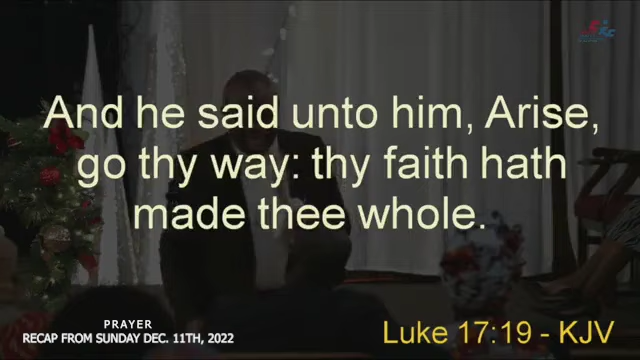 And he said unto him, Arise,
go thy way: thy faith hath
made thee whole.
PRAYER
RECAP FROM SUNDAY DEC. 11TH, 2022
Luke 17:19 - KJV